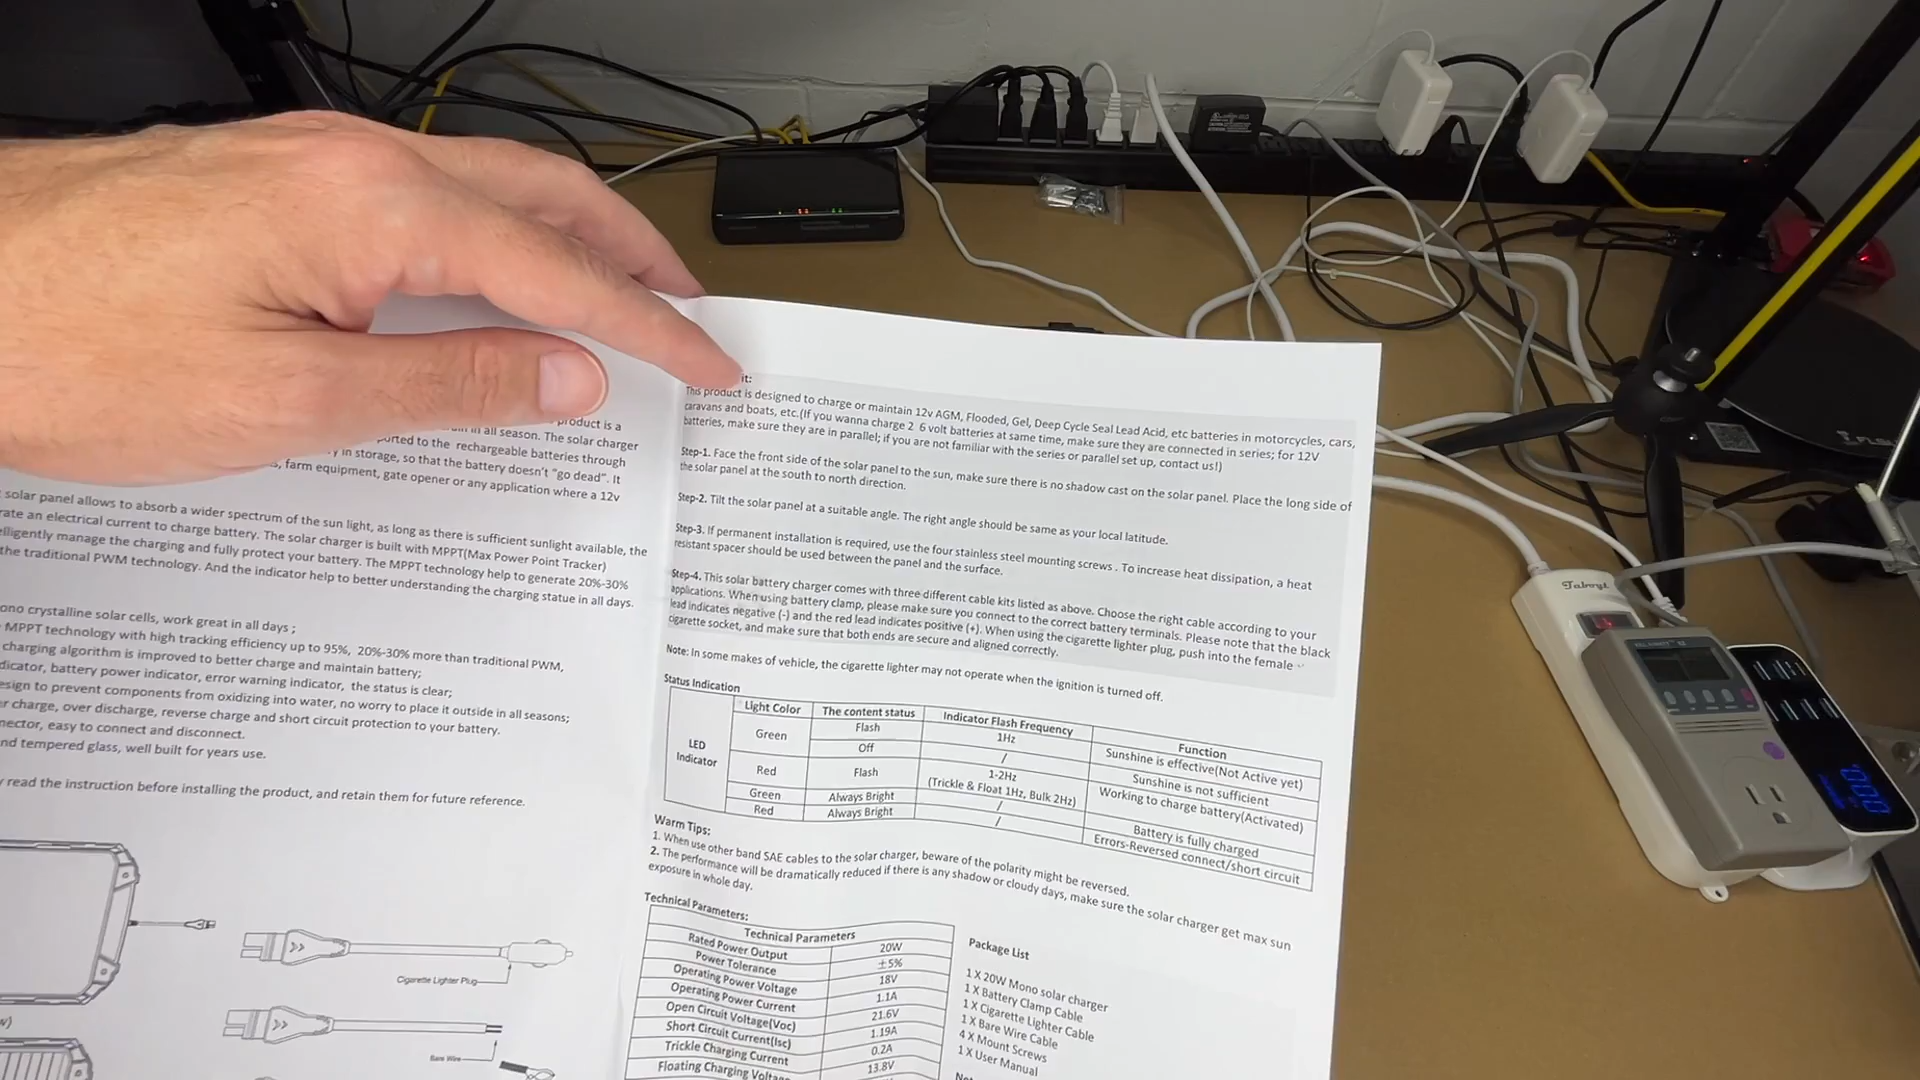 product is a
in all season. The solar charger
ported to the rechargeable batteries through
y in storage, so that the battery doesn't "go dead". It
, farm equipment, gate opener or any application where a 12v
solar panel allows to absorb a wider spectrum of the sun light, as long as there is sufficient sunlight available, the
rate an electrical current to charge battery. The solar charger is built with MPPT(Max Power Point Tracker)
elligently manage the charging and fully protect your battery. The MPPT technology help to generate 20%-30%
the traditional PWM technology. And the indicator help to better understanding the charging statue in all days.
ono crystalline solar cells, work great in all days ;
MPPT technology with high tracking efficiency up to 95%, 20%-30% more than traditional PWM,
charging algorithm is improved to better charge and maintain battery;
dicator, battery power indicator, error warning indicator, the status is clear;
esign to prevent components from oxidizing into water, no worry to place it outside in all seasons;
r charge, over discharge, reverse charge and short circuit protection to your battery.
nector, easy to connect and disconnect.
nd tempered glass, well built for years use.
y read the instruction before installing the product, and retain them for future reference.
Cigarette Lighter Plug
Bare Wire
it:
This product is designed to charge or maintain 12v AGM, Flooded, Gel, Deep Cycle Seal Lead Acid, etc batteries in motorcycles, cars,
caravans and boats, etc.(If you wanna charge 2 6 volt batteries at same time, make sure they are connected in series; for 12V
batteries, make sure they are in parallel; if you are not familiar with the series or parallel set up, contact us!)
Step-1. Face the front side of the solar panel to the sun, make sure there is no shadow cast on the solar panel. Place the long side of
the solar panel at the south to north direction.
Step-2. Tilt the solar panel at a suitable angle. The right angle should be same as your local latitude.
Step-3. If permanent installation is required, use the four stainless steel mounting screws . To increase heat dissipation, a heat
resistant spacer should be used between the panel and the surface.
Step-4. This solar battery charger comes with three different cable kits listed as above. Choose the right cable according to your
applications. When using battery clamp, please make sure you connect to the correct battery terminals. Please note that the black
lead indicates negative (-) and the red lead indicates positive (+). When using the cigarette lighter plug, push into the female
cigarette socket, and make sure that both ends are secure and aligned correctly.
Note: In some makes of vehicle, the cigarette lighter may not operate when the ignition is turned off.
Status Indication
Light Color The content status Indicator Flash Frequency Function
LED Indicator
Green Flash 1Hz Sunshine is effective(Not Active yet)
Off / Sunshine is not sufficient
Red Flash 1-2Hz (Trickle & Float 1Hz, Bulk 2Hz) Working to charge battery(Activated)
Green Always Bright / Battery is fully charged
Red Always Bright / Errors-Reversed connect/short circuit
Warm Tips:
1. When use other band SAE cables to the solar charger, beware of the polarity might be reversed.
2. The performance will be dramatically reduced if there is any shadow or cloudy days, make sure the solar charger get max sun
exposure in whole day.
Technical Parameters:
Technical Parameters
Rated Power Output 20W
Power Tolerance ±5%
Operating Power Voltage 18V
Operating Power Current 1.1A
Open Circuit Voltage(Voc) 21.6V
Short Circuit Current(Isc) 1.19A
Trickle Charging Current 0.2A
Floating Charging Voltage 13.8V
Package List
1 X 20W Mono solar charger
1 X Battery Clamp Cable
1 X Cigarette Lighter Cable
1 X Bare Wire Cable
4 X Mount Screws
1 X User Manual